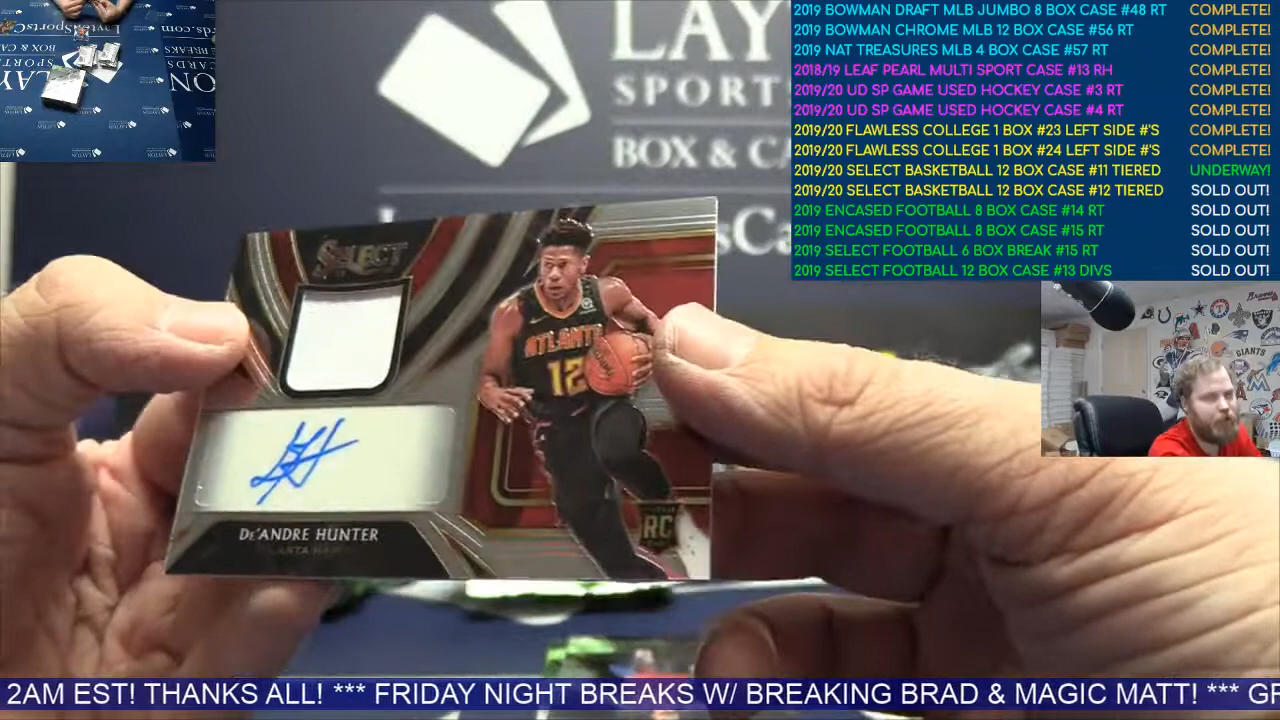 2019 BOWMAN DRAFT MLB JUMBO 8 BOX CASE #48 RT COMPLETE!
2019 BOWMAN CHROME MLB 12 BOX CASE #56 RT COMPLETE!
2019 NAT TREASURES MLB 4 BOX CASE #57 RT COMPLETE!
2018/19 LEAF PEARL MULTI SPORT CASE #13 RH COMPLETE!
2019/20 UD SP GAME USED HOCKEY CASE #3 RT COMPLETE!
2019/20 UD SP GAME USED HOCKEY CASE #4 RT COMPLETE!
2019/20 FLAWLESS COLLEGE 1 BOX #23 LEFT SIDE #'S COMPLETE!
2019/20 FLAWLESS COLLEGE 1 BOX #24 LEFT SIDE #'S COMPLETE!
2019/20 SELECT BASKETBALL 12 BOX CASE #11 TIERED UNDERWAY!
2019/20 SELECT BASKETBALL 12 BOX CASE #12 TIERED SOLD OUT!
2019 ENCASED FOOTBALL 8 BOX CASE #14 RT SOLD OUT!
2019 ENCASED FOOTBALL 8 BOX CASE #15 RT SOLD OUT!
2019 SELECT FOOTBALL 6 BOX BREAK #15 RT SOLD OUT!
2019 SELECT FOOTBALL 12 BOX CASE #13 DIVS SOLD OUT!
LAY
SPORTS
BOX & CA
sCa
SELECT
ATLANTA
12
RC
DE'ANDRE HUNTER
GIANTS
2AM EST! THANKS ALL! *** FRIDAY NIGHT BREAKS W/ BREAKING BRAD & MAGIC MATT! *** GR